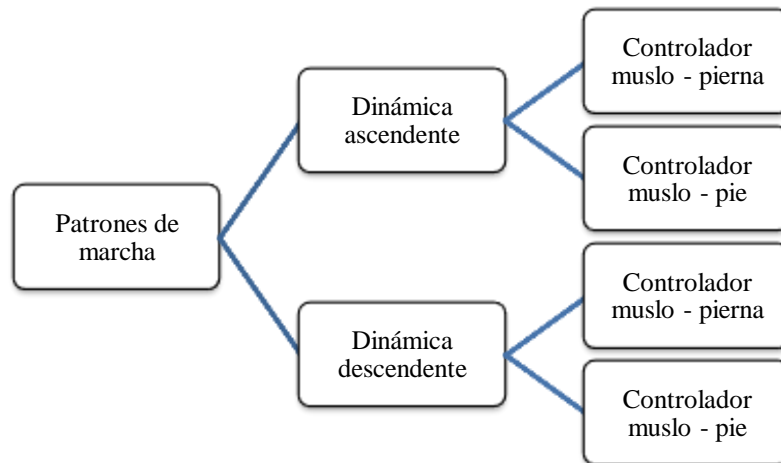 Patrones de
marcha
Dinámica
ascendente
Controlador
muslo - pierna
Controlador
muslo - pie
Dinámica
descendente
Controlador
muslo - pierna
Controlador
muslo - pie